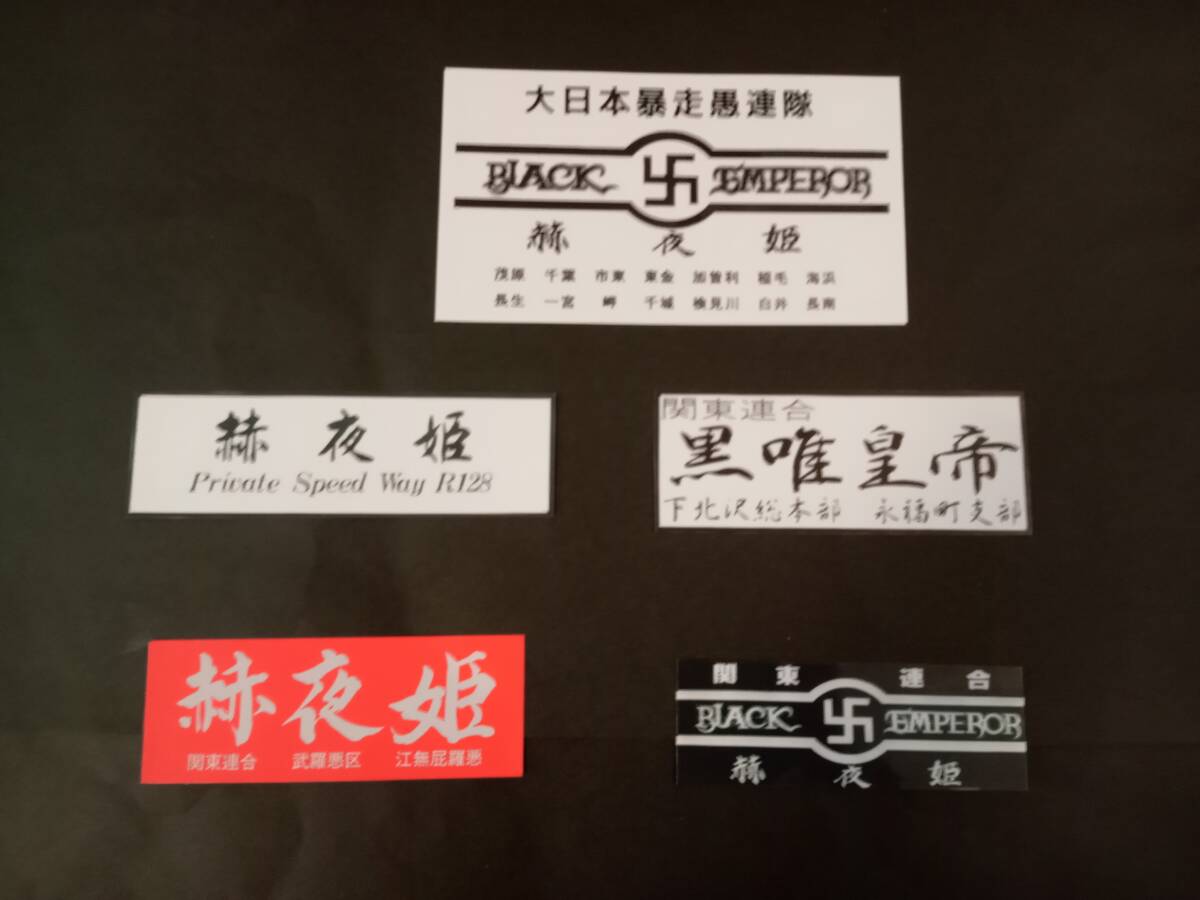 大日本暴走愚連隊
BLACK 卐 EMPEROR
赫夜姫
茂原 千葉 市東 東金 加曽利 稲毛 海浜
長生 一宮 岬 千城 検見川 白井 長南
赫夜姫
Private Speed Way R128
関東連合
黒唯皇帝
下北沢総本部 永福町支部
赫夜姫
関東連合 武羅悪区 江無屁羅悪
関東連合
BLACK 卐 EMPEROR
赫夜姫